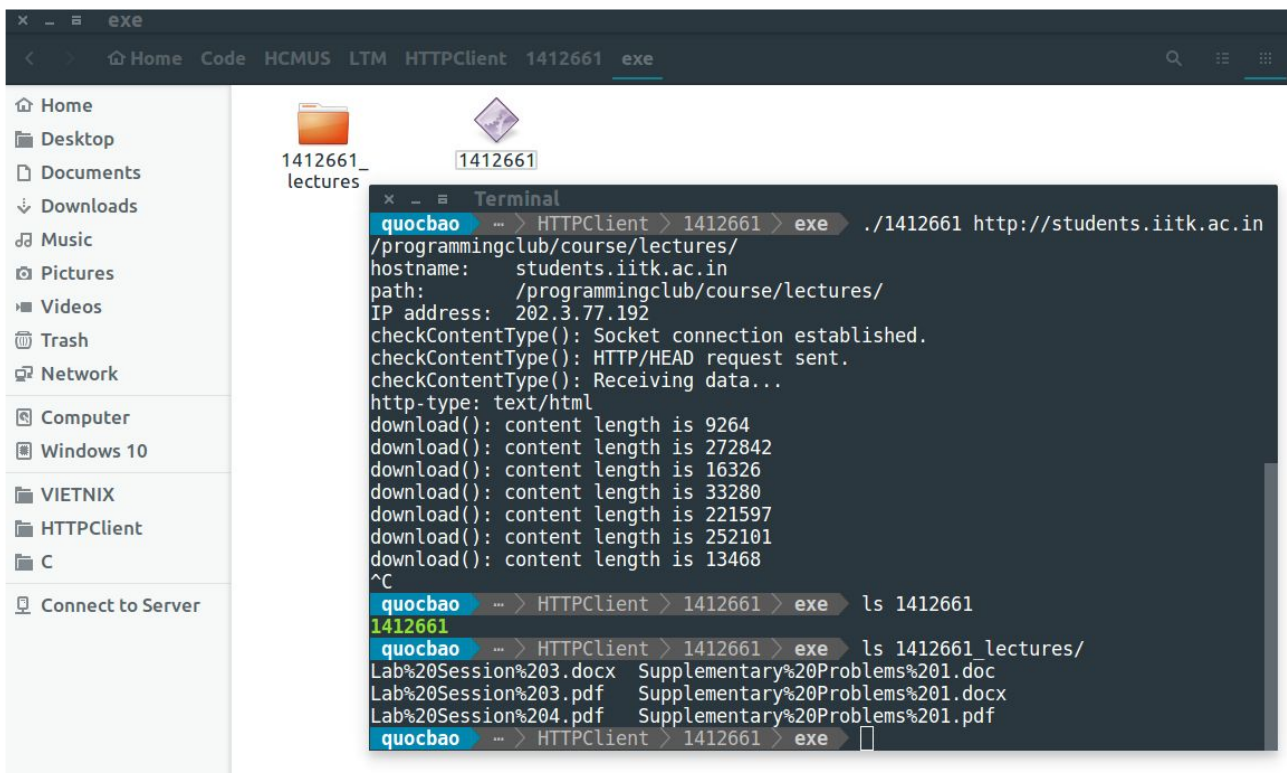 exe
Home Code HCMUS LTM HTTPClient 1412661 exe
Home
Desktop
Documents
Downloads
Music
Pictures
Videos
Trash
Network
Computer
Windows 10
VIETNIX
HTTPClient
C
Connect to Server
1412661_
lectures
1412661
Terminal
quocbao … HTTPClient 1412661 exe ./1412661 http://students.iitk.ac.in
/programmingclub/course/lectures/
hostname: students.iitk.ac.in
path: /programmingclub/course/lectures/
IP address: 202.3.77.192
checkContentType(): Socket connection established.
checkContentType(): HTTP/HEAD request sent.
checkContentType(): Receiving data...
http-type: text/html
download(): content length is 9264
download(): content length is 272842
download(): content length is 16326
download(): content length is 33280
download(): content length is 221597
download(): content length is 252101
download(): content length is 13468
^C
quocbao … HTTPClient 1412661 exe ls 1412661
1412661
quocbao … HTTPClient 1412661 exe ls 1412661_lectures/
Lab%20Session%203.docx Supplementary%20Problems%201.doc
Lab%20Session%203.pdf Supplementary%20Problems%201.docx
Lab%20Session%204.pdf Supplementary%20Problems%201.pdf
quocbao … HTTPClient 1412661 exe